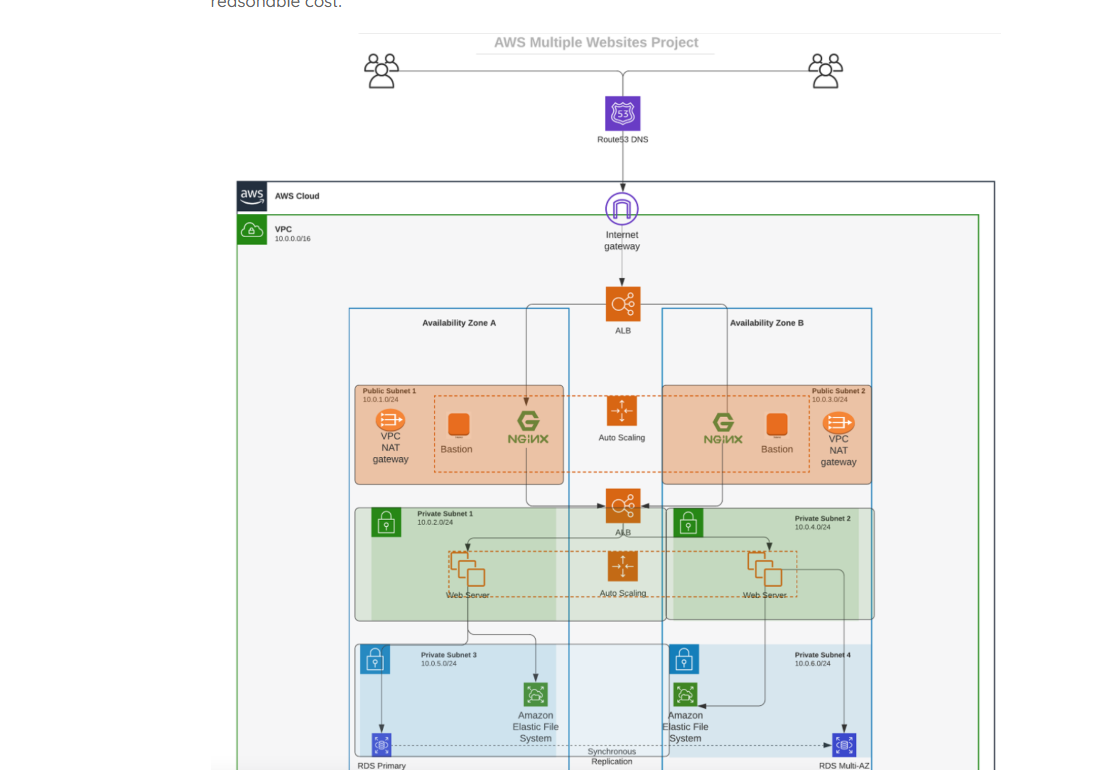 reasonable cost.
AWS Multiple Websites Project
53
Route53 DNS
aws
AWS Cloud
VPC
10.0.0.0/16
Internet
gateway
ALB
Availability Zone A
Availability Zone B
Public Subnet 1
10.0.1.0/24
Public Subnet 2
10.0.3.0/24
VPC
NAT
gateway
Bastion
NGINX
Auto Scaling
NGINX
Bastion
VPC
NAT
gateway
Private Subnet 1
10.0.2.0/24
ALB
Private Subnet 2
10.0.4.0/24
Web Server
Auto Scaling
Web Server
Private Subnet 3
10.0.5.0/24
Private Subnet 4
10.0.6.0/24
Amazon
Elastic File
System
Amazon
Elastic File
System
Synchronous
Replication
RDS Primary
RDS Multi-AZ